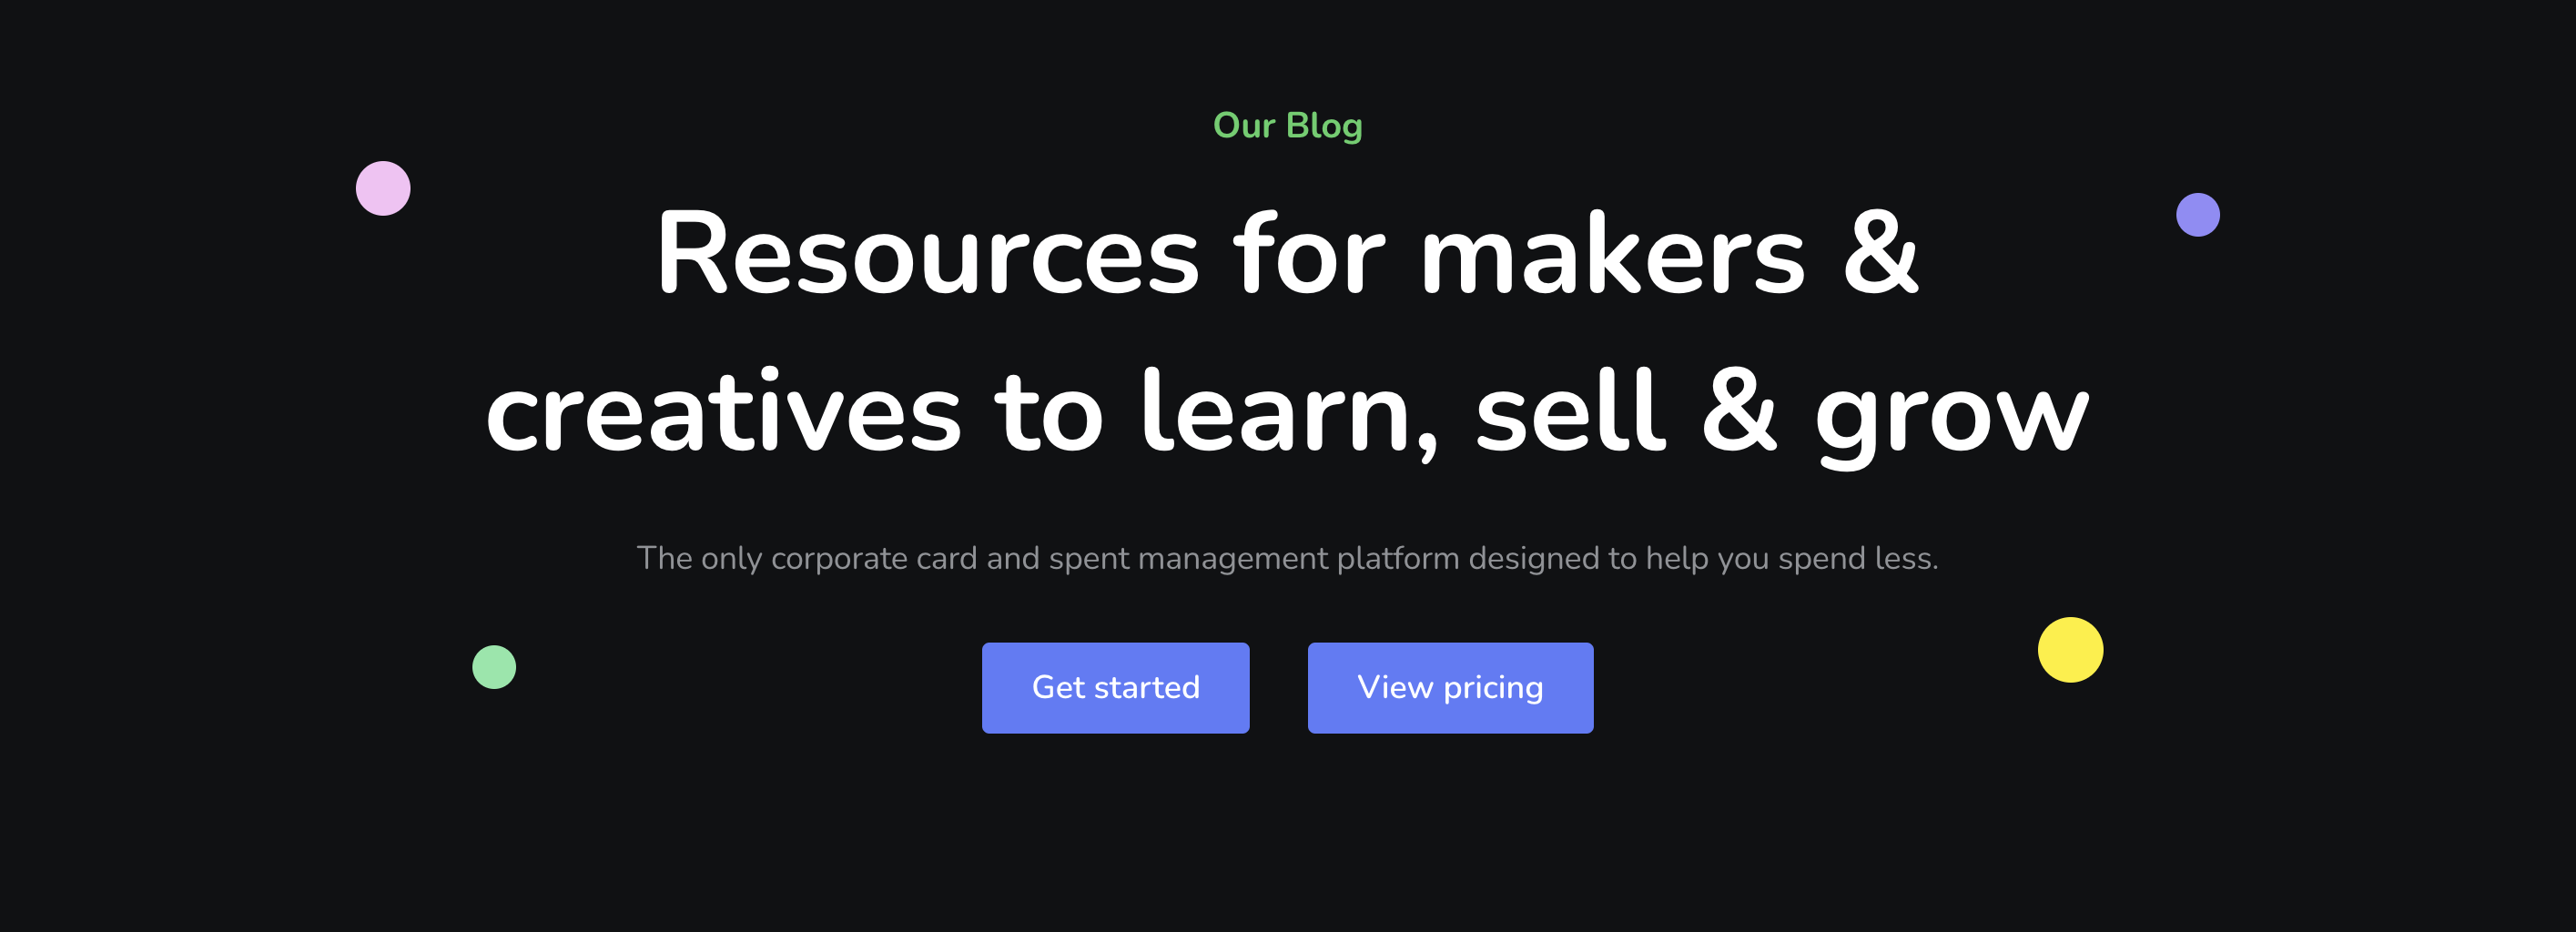 Our Blog
Resources for makers &
creatives to learn, sell & grow
The only corporate card and spent management platform designed to help you spend less.
Get started
View pricing